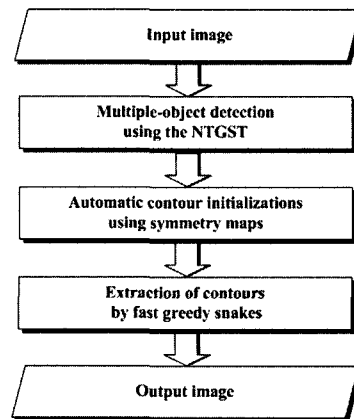 Input image
Multiple-object detection
using the NTGST
Automatic contour initializations
using symmetry maps
Extraction of contours
by fast greedy snakes
Output image